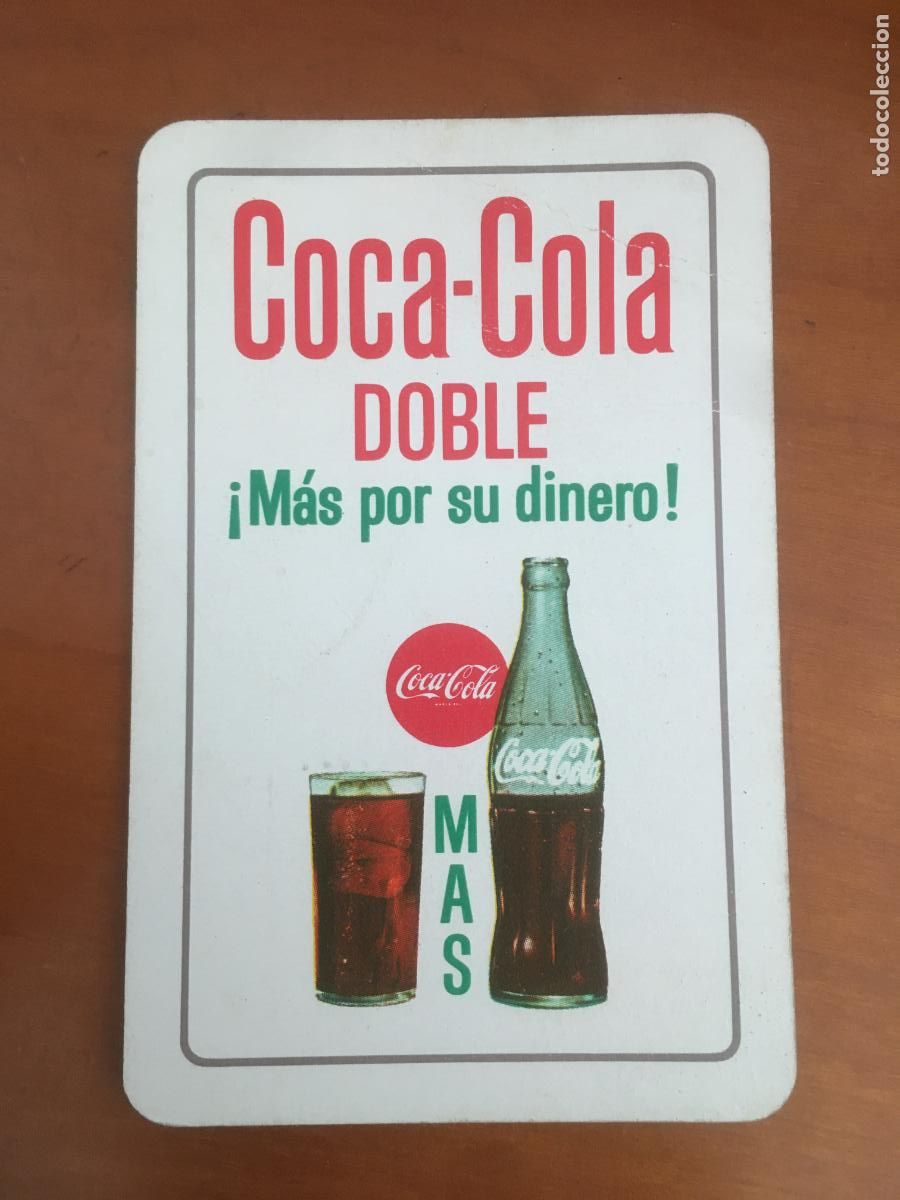 todocoleccion
Coca-Cola
DOBLE
¡Más por su dinero!
Coca-Cola
Coca-Cola
MAS